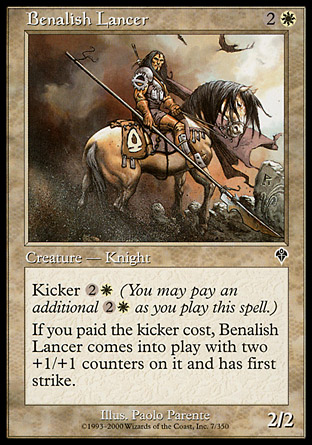 Benalish Lancer 2
Creature — Knight
Kicker 2 (You may pay an
additional 2 as you play this spell.)
If you paid the kicker cost, Benalish
Lancer comes into play with two
+1/+1 counters on it and has first
strike.
Illus. Paolo Parente
2/2
©1993-2000 Wizards of the Coast, Inc. 7/350